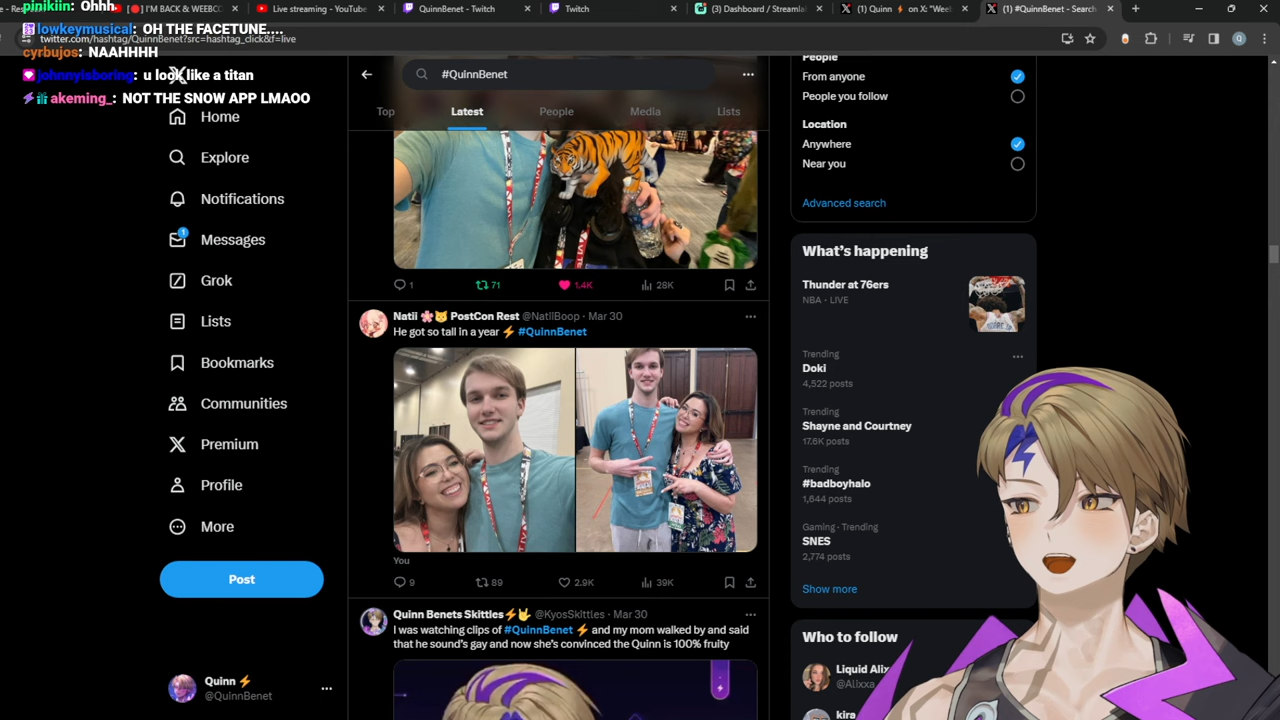 [🔴] I'M BACK & WEEBC
Live streaming - YouTube
QuinnBenet - Twitch
Twitch
(3) Dashboard / Streamla
(1) Quinn ⚡ on X: "Week
(1) #QuinnBenet - Search
twitter.com/hashtag/QuinnBenet?src=hashtag_click&f=live
pinikiin: Ohhh
lowkeymusical: OH THE FACETUNE....
cyrbujos: NAAHHHH
johnnyisboring: u look like a titan
akeming_: NOT THE SNOW APP LMAOO
Home
Explore
Notifications
1
Messages
Grok
Lists
Bookmarks
Communities
Premium
Profile
More
Post
Quinn ⚡
@QuinnBenet
#QuinnBenet
Top
Latest
People
Media
Lists
1
71
1.4K
28K
Natii 🌸🐱 PostCon Rest @NatiiBoop · Mar 30
He got so tall in a year ⚡ #QuinnBenet
You
9
89
2.9K
39K
Quinn Benets Skittles⚡🤟 @KyosSkittles · Mar 30
I was watching clips of #QuinnBenet ⚡ and my mom walked by and said
that he sound's gay and now she's convinced the Quinn is 100% fruity
People
From anyone
People you follow
Location
Anywhere
Near you
Advanced search
What's happening
Thunder at 76ers
NBA · LIVE
Trending
Doki
4,522 posts
Trending
Shayne and Courtney
17.6K posts
Trending
#badboyhalo
1,644 posts
Gaming · Trending
SNES
2,774 posts
Show more
Who to follow
Liquid Alix
@Alixxa
kira